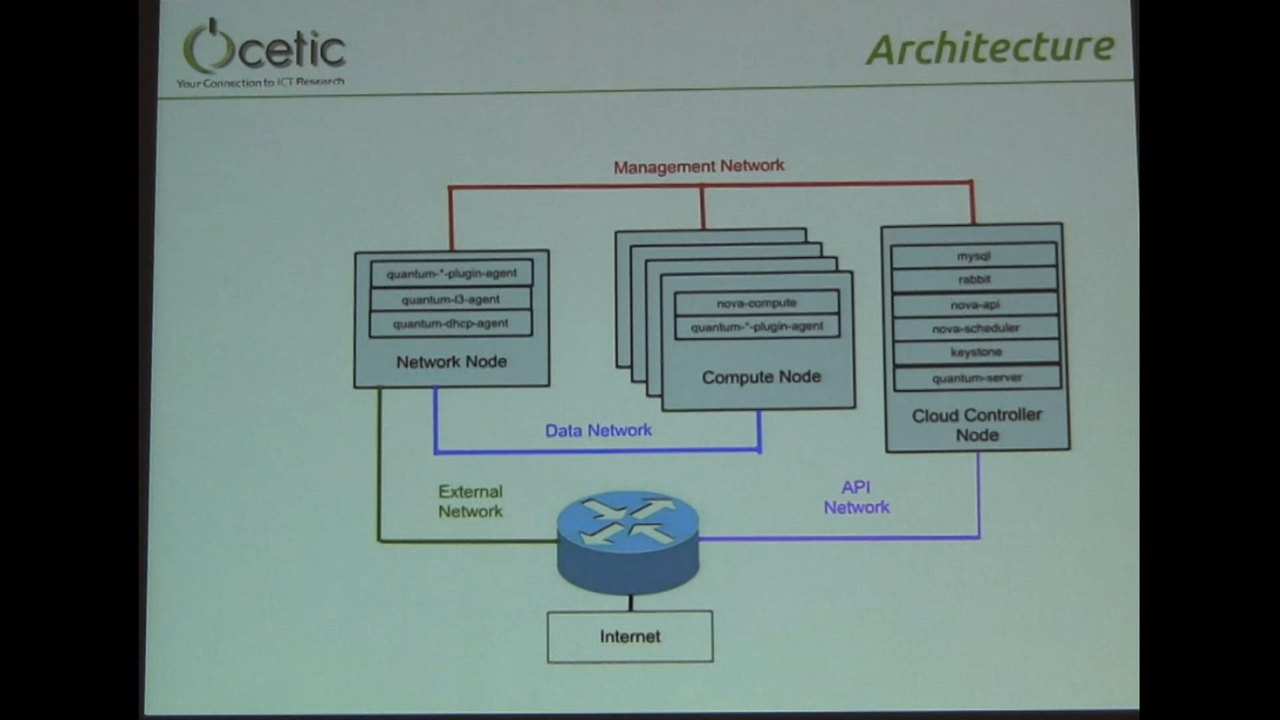 cetic
Your Connection to ICT Research
Architecture
Management Network
quantum-*-plugin-agent
quantum-l3-agent
quantum-dhcp-agent
Network Node
nova-compute
quantum-*-plugin-agent
Compute Node
mysql
rabbit
nova-api
nova-scheduler
keystone
quantum-server
Cloud Controller
Node
Data Network
External
Network
API
Network
Internet